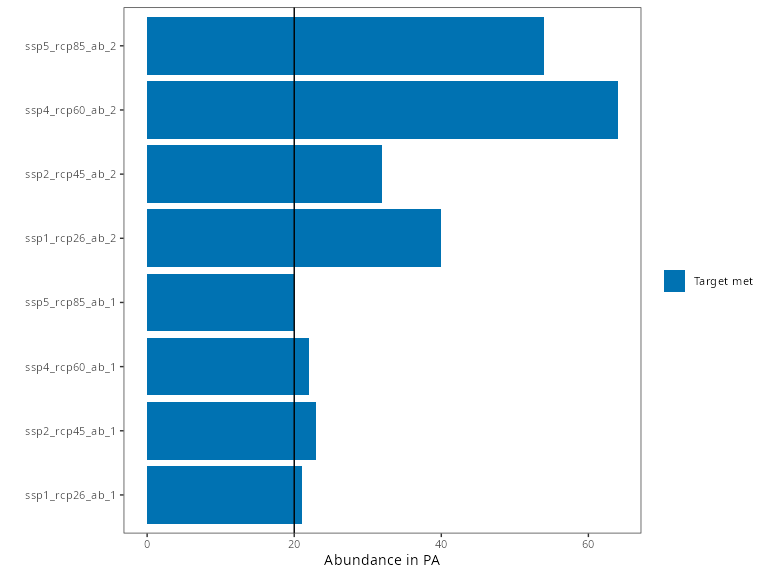 ssp5_rcp85_ab_2
ssp4_rcp60_ab_2
ssp2_rcp45_ab_2
ssp1_rcp26_ab_2
ssp5_rcp85_ab_1
ssp4_rcp60_ab_1
ssp2_rcp45_ab_1
ssp1_rcp26_ab_1
0 20 40 60
Abundance in PA
Target met